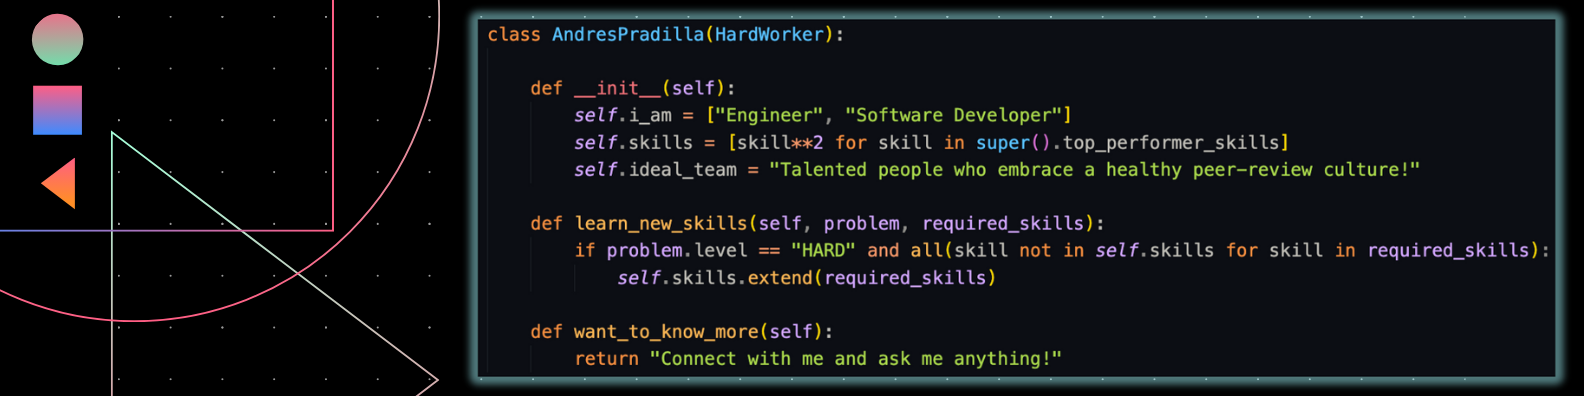 class AndresPradilla(HardWorker):
    def __init__(self):
        self.i_am = ["Engineer", "Software Developer"]
        self.skills = [skill**2 for skill in super().top_performer_skills]
        self.ideal_team = "Talented people who embrace a healthy peer-review culture!"
    def learn_new_skills(self, problem, required_skills):
        if problem.level == "HARD" and all(skill not in self.skills for skill in required_skills):
            self.skills.extend(required_skills)
    def want_to_know_more(self):
        return "Connect with me and ask me anything!"